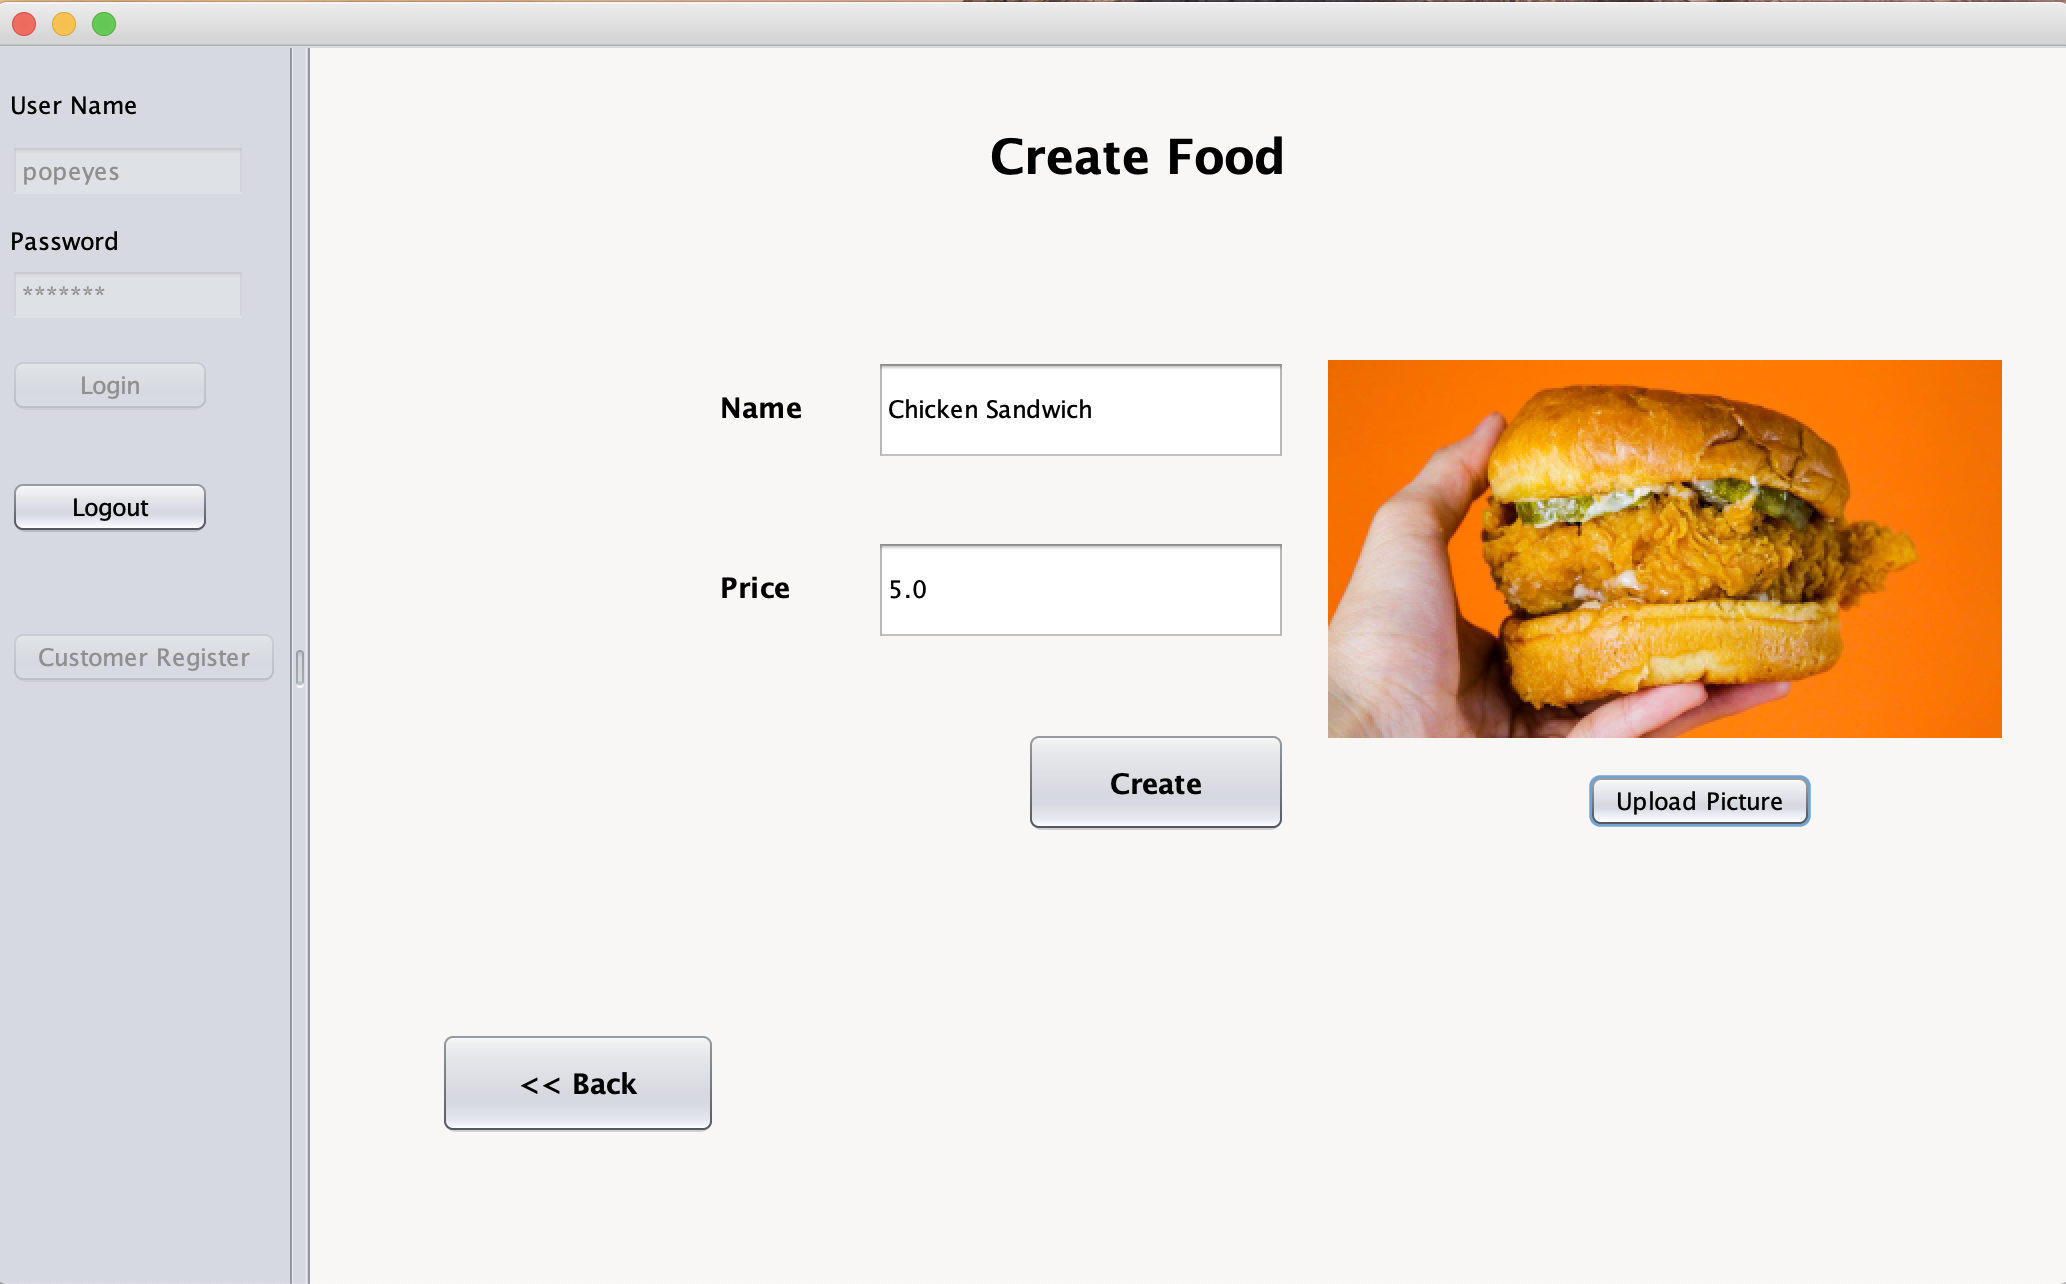 User Name
popeyes
Password
*******
Login
Logout
Customer Register
Create Food
Name
Chicken Sandwich
Price
5.0
Create
Upload Picture
<< Back